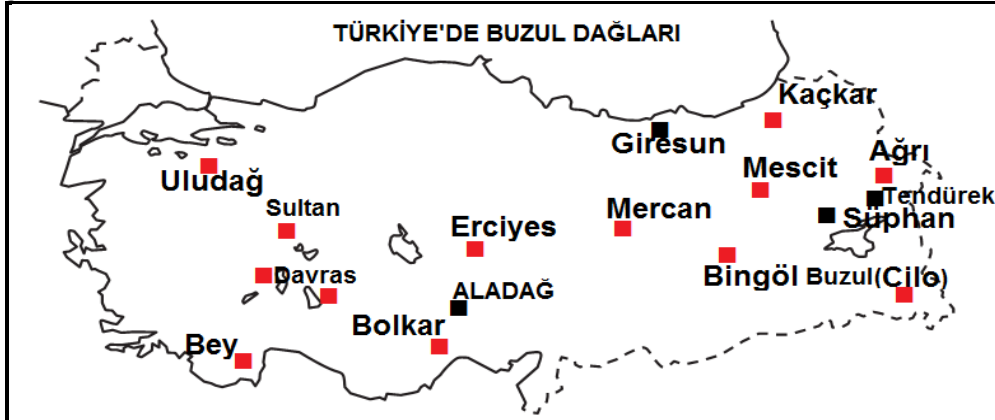 TÜRKİYE'DE BUZUL DAĞLARI
Kaçkar
Giresun
Ağrı
Mescit
Uludağ
Tendürek
Sultan
Mercan
Süphan
Erciyes
Davras
Bingöl
Buzul(Cilo)
ALADAĞ
Bolkar
Bey